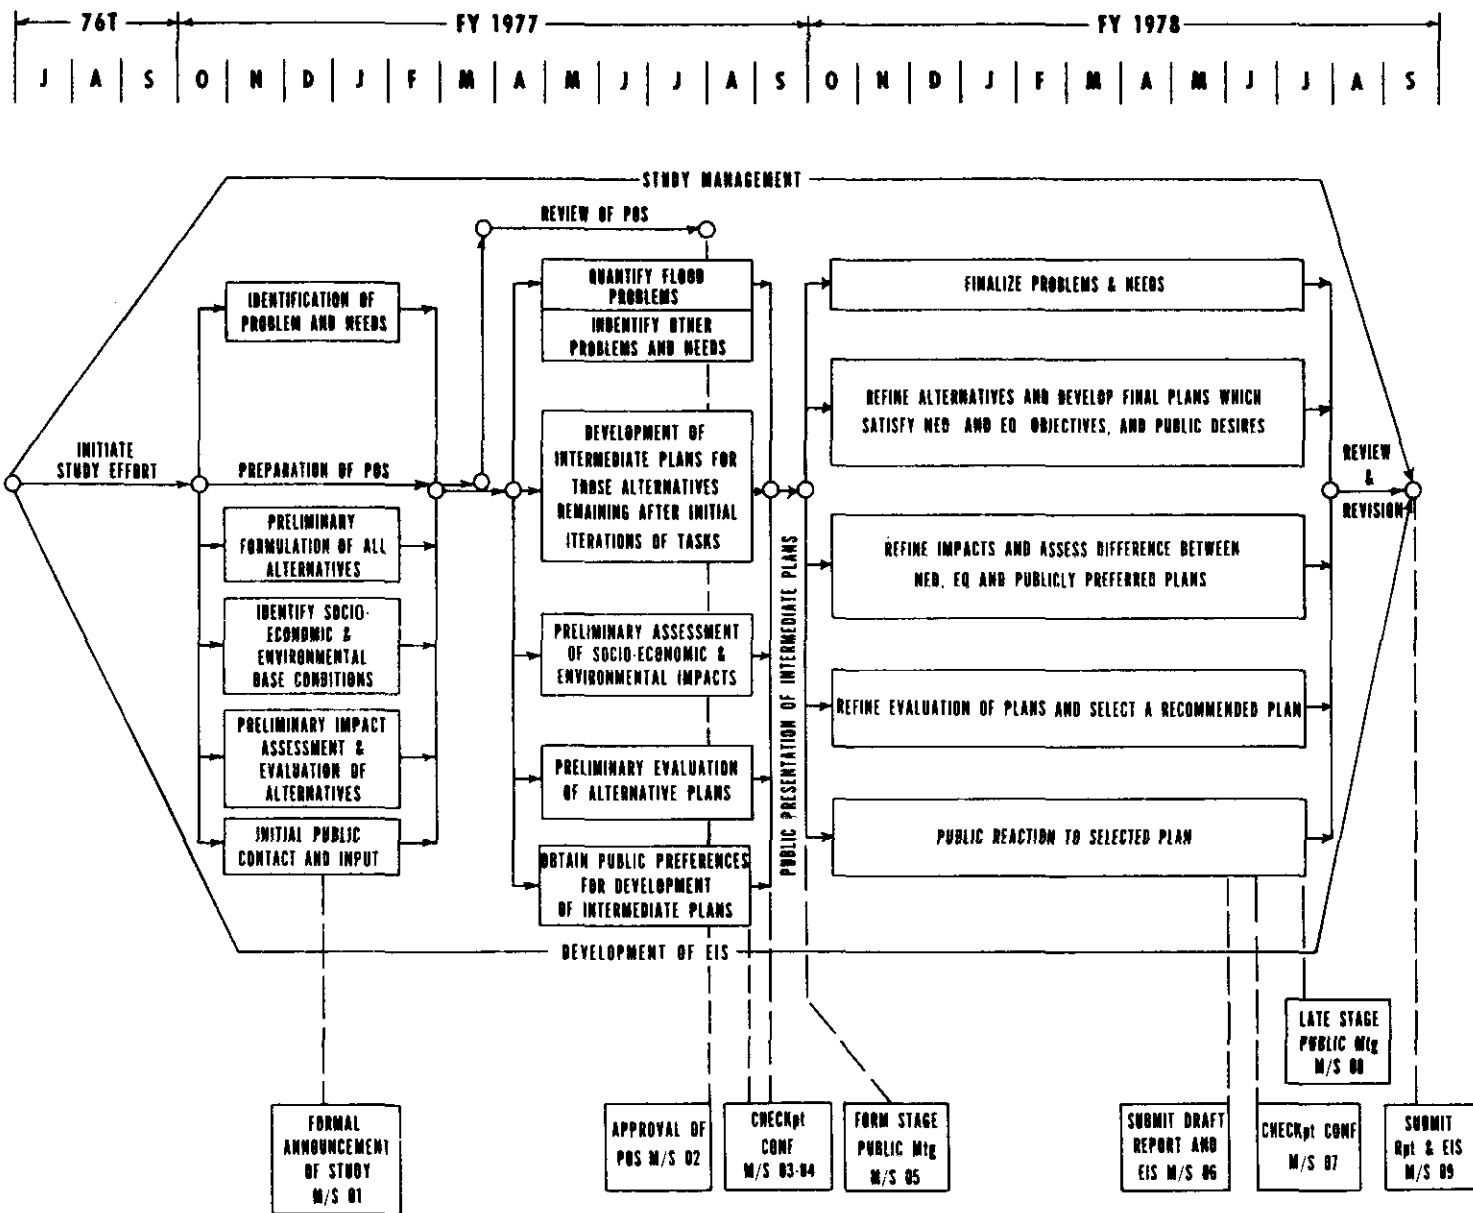 76T
FY 1977
FY 1978
J A S O N D J F M A M J J A S O N D J F M A M J J A S
STUDY MANAGEMENT
REVIEW OF POS
INITIATE
STUDY EFFORT
IDENTIFICATION OF
PROBLEM AND NEEDS
PREPARATION OF POS
PRELIMINARY
FORMULATION OF ALL
ALTERNATIVES
IDENTIFY SOCIO-
ECONOMIC &
ENVIRONMENTAL
BASE CONDITIONS
PRELIMINARY IMPACT
ASSESSMENT &
EVALUATION OF
ALTERNATIVES
INITIAL PUBLIC
CONTACT AND INPUT
QUANTIFY FLOOD
PROBLEMS
INDENTIFY OTHER
PROBLEMS AND NEEDS
DEVELOPMENT OF
INTERMEDIATE PLANS FOR
THOSE ALTERNATIVES
REMAINING AFTER INITIAL
ITERATIONS OF TASKS
PRELIMINARY ASSESSMENT
OF SOCIO-ECONOMIC &
ENVIRONMENTAL IMPACTS
PRELIMINARY EVALUATION
OF ALTERNATIVE PLANS
OBTAIN PUBLIC PREFERENCES
FOR DEVELOPMENT
OF INTERMEDIATE PLANS
PUBLIC PRESENTATION OF INTERMEDIATE PLANS
FINALIZE PROBLEMS & NEEDS
REFINE ALTERNATIVES AND DEVELOP FINAL PLANS WHICH
SATISFY NED AND EQ OBJECTIVES, AND PUBLIC DESIRES
REFINE IMPACTS AND ASSESS DIFFERENCE BETWEEN
NED, EQ AND PUBLICLY PREFERRED PLANS
REFINE EVALUATION OF PLANS AND SELECT A RECOMMENDED PLAN
PUBLIC REACTION TO SELECTED PLAN
REVIEW
&
REVISION
DEVELOPMENT OF EIS
FORMAL
ANNOUNCEMENT
OF STUDY
M/S 01
APPROVAL OF
POS M/S 02
CHECKpt
CONF
M/S 03-04
FORM STAGE
PUBLIC Mtg
M/S 05
SUBMIT DRAFT
REPORT AND
EIS M/S 06
CHECKpt CONF
M/S 07
LATE STAGE
PUBLIC Mtg
M/S 08
SUBMIT
Rpt & EIS
M/S 09